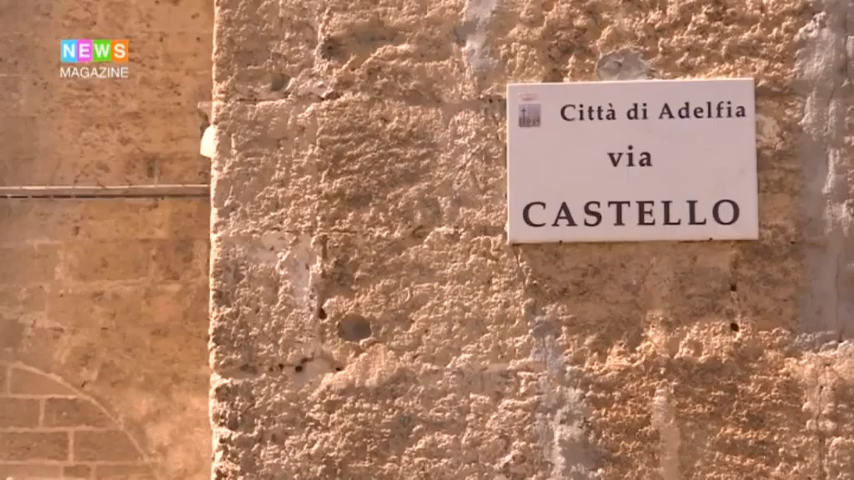 NEWS
MAGAZINE
Città di Adelfia
via
CASTELLO